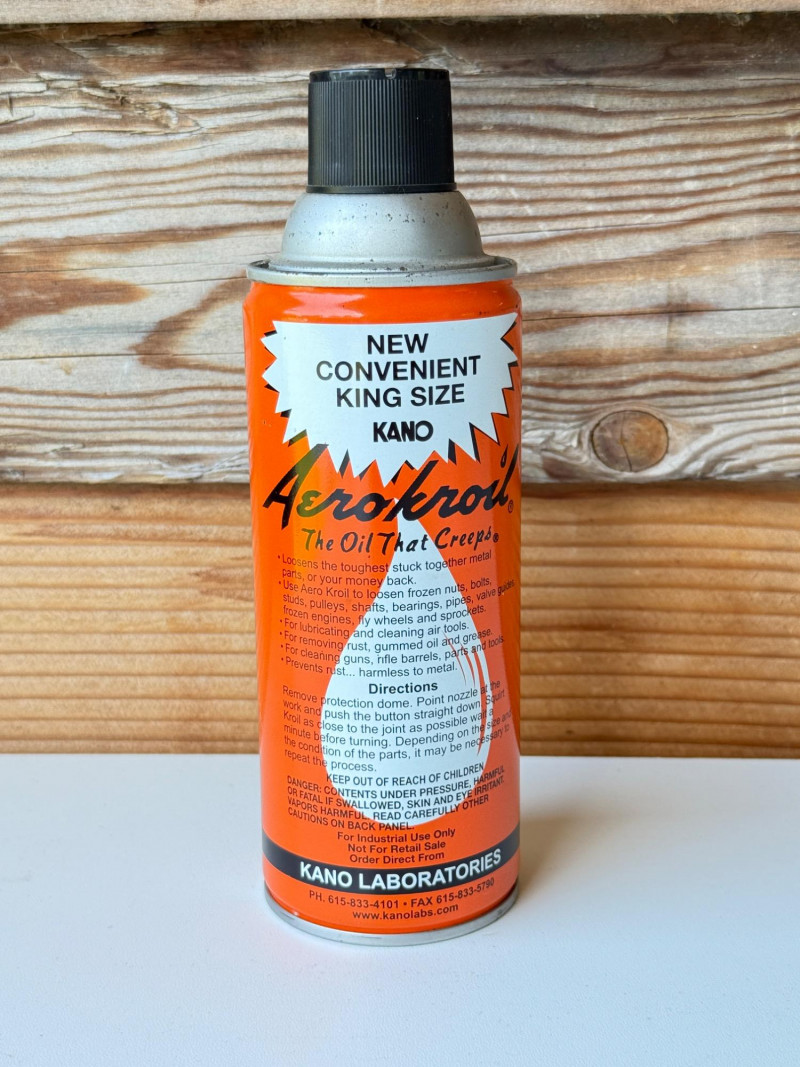 NEW
CONVENIENT
KING SIZE
KANO
Aerokroil®
The Oil That Creeps®
• Loosens the toughest stuck together metal
parts, or your money back.
• Use Aero Kroil to loosen frozen nuts, bolts,
studs, pulleys, shafts, bearings, pipes, valve guides,
frozen engines, fly wheels and sprockets.
• For lubricating and cleaning air tools.
• For removing rust, gummed oil and grease.
• For cleaning guns, rifle barrels, parts and tools.
• Prevents rust... harmless to metal.
Directions
Remove protection dome. Point nozzle at the
work and push the button straight down. Squirt
Kroil as close to the joint as possible wait a
minute before turning. Depending on the size and
the condition of the parts, it may be necessary to
repeat the process.
KEEP OUT OF REACH OF CHILDREN
DANGER: CONTENTS UNDER PRESSURE, HARMFUL
OR FATAL IF SWALLOWED, SKIN AND EYE IRRITANT,
VAPORS HARMFUL. READ CAREFULLY OTHER
CAUTIONS ON BACK PANEL.
For Industrial Use Only
Not For Retail Sale
Order Direct From
KANO LABORATORIES
PH. 615-833-4101 • FAX 615-833-5790
www.kanolabs.com